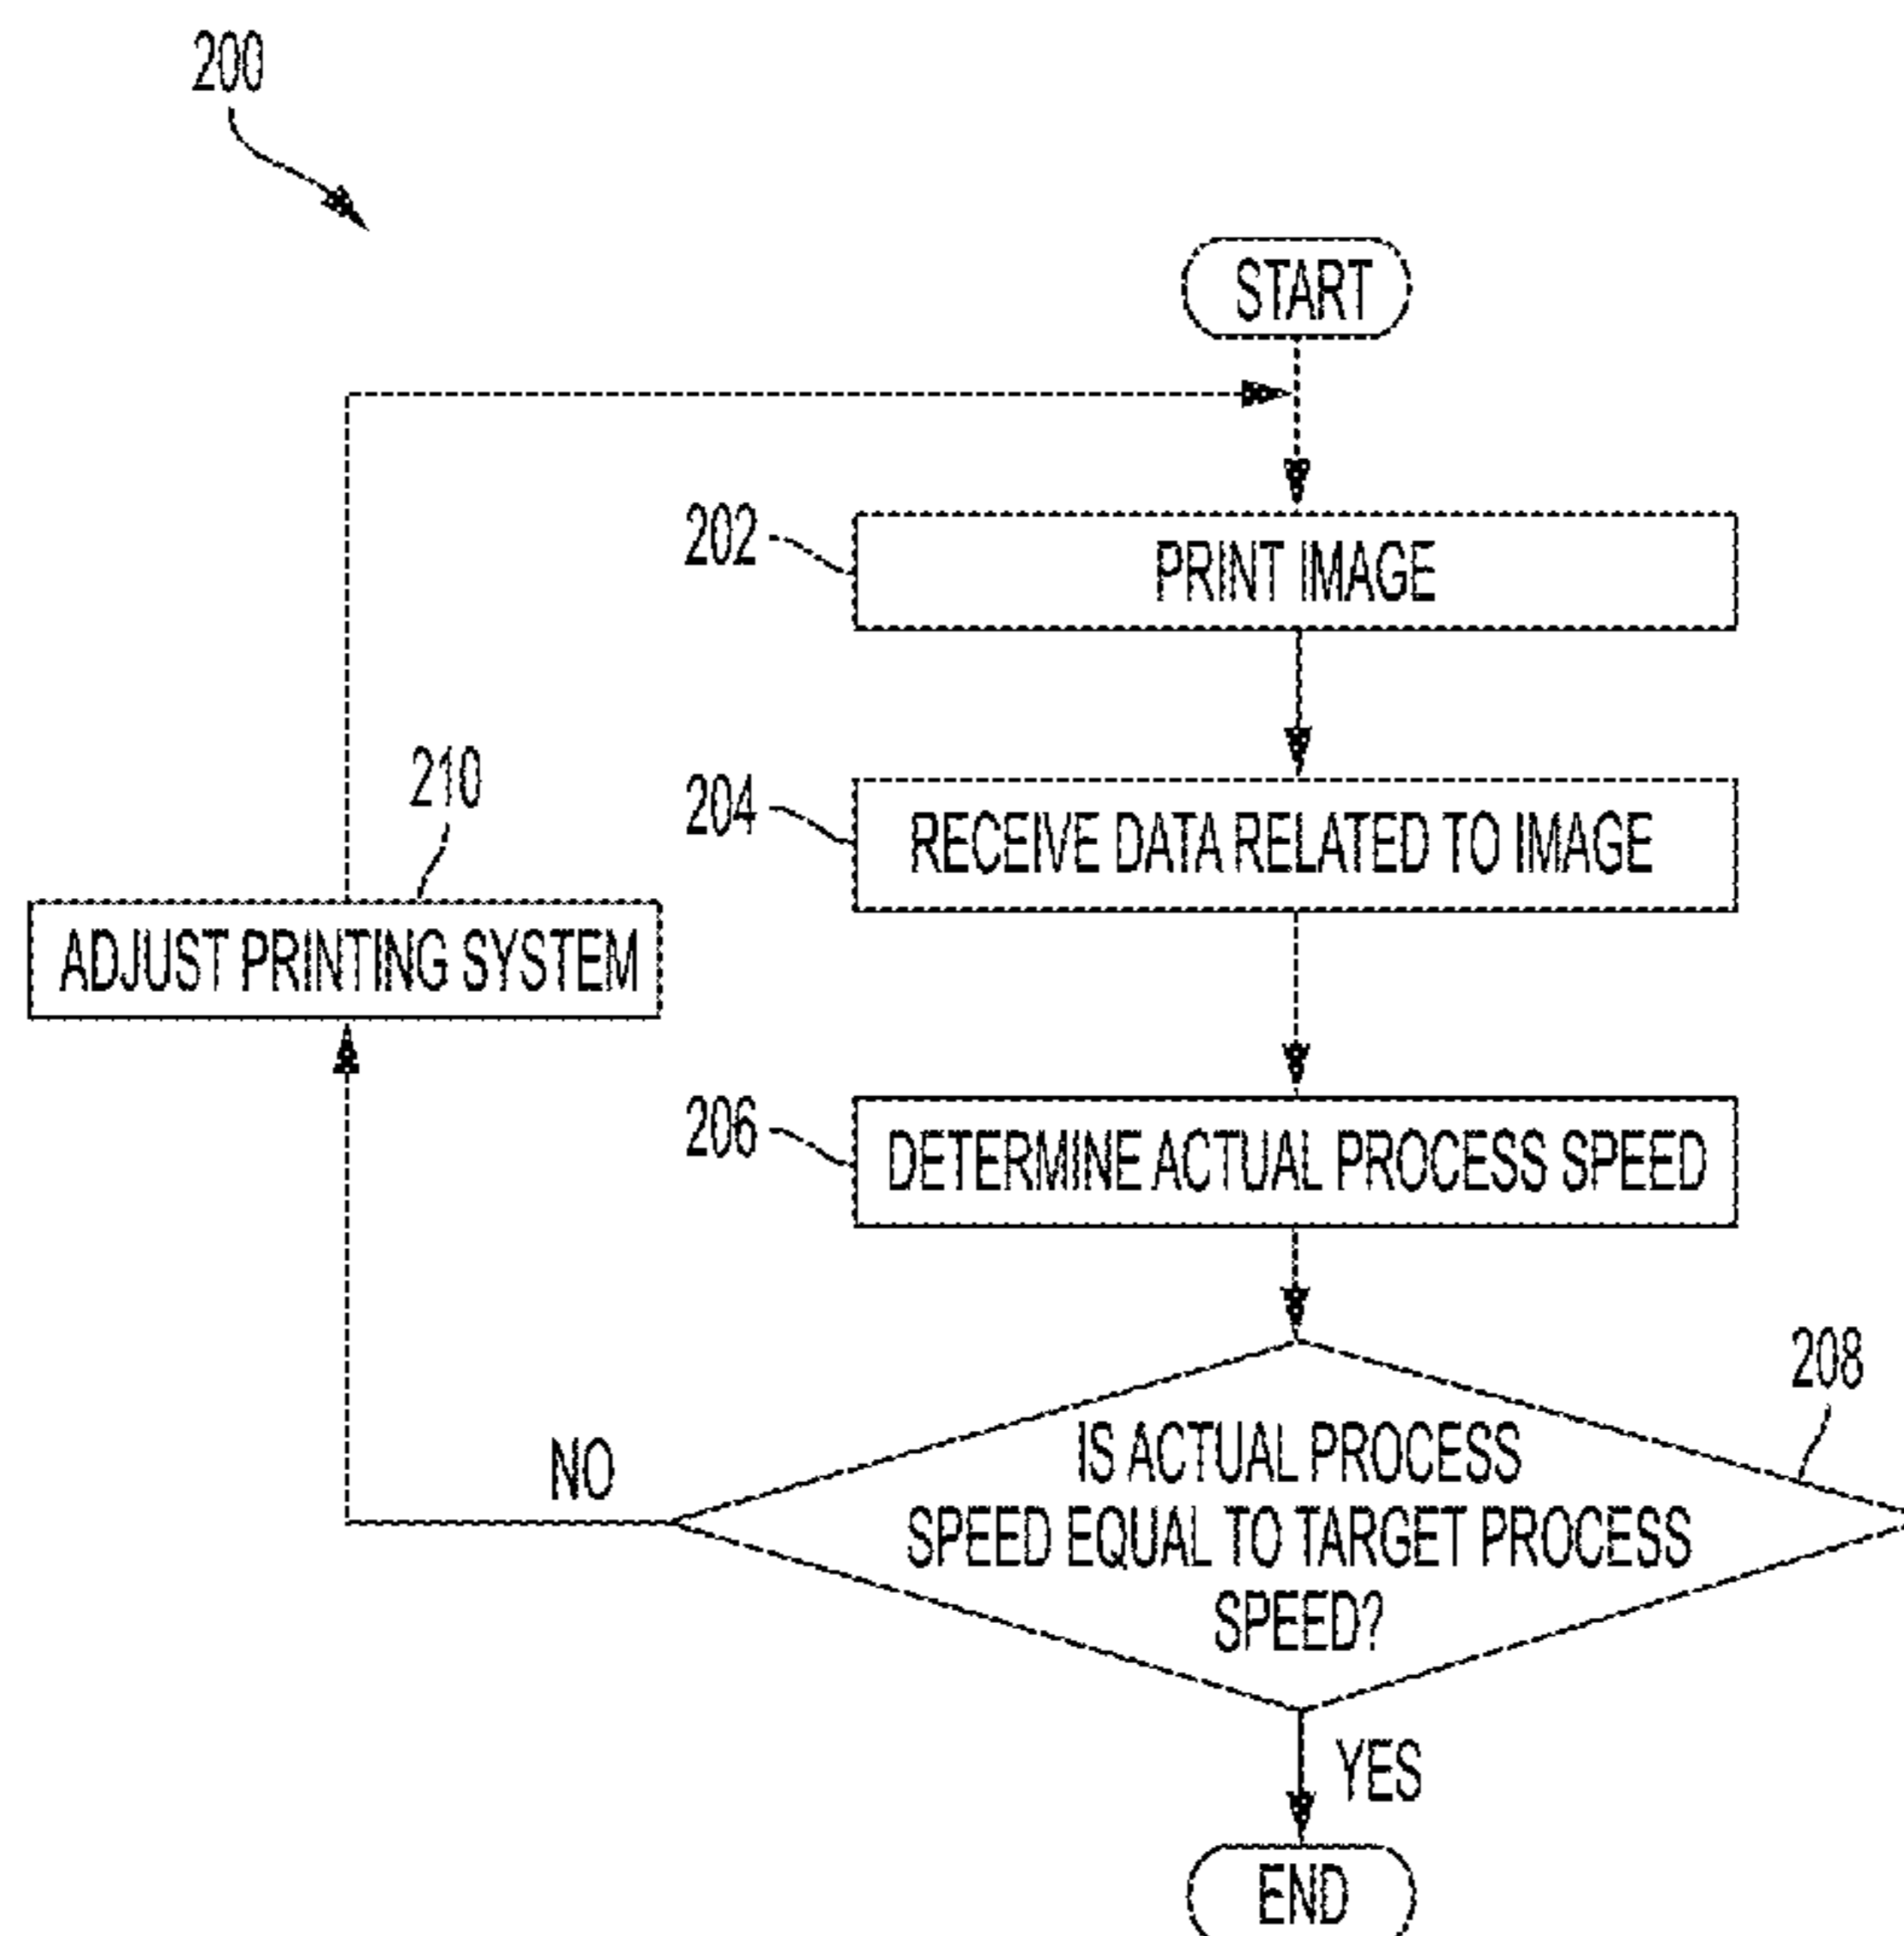 200
START
202
PRINT IMAGE
204
RECEIVE DATA RELATED TO IMAGE
210
ADJUST PRINTING SYSTEM
206
DETERMINE ACTUAL PROCESS SPEED
208
IS ACTUAL PROCESS
SPEED EQUAL TO TARGET PROCESS
SPEED?
NO
YES
END